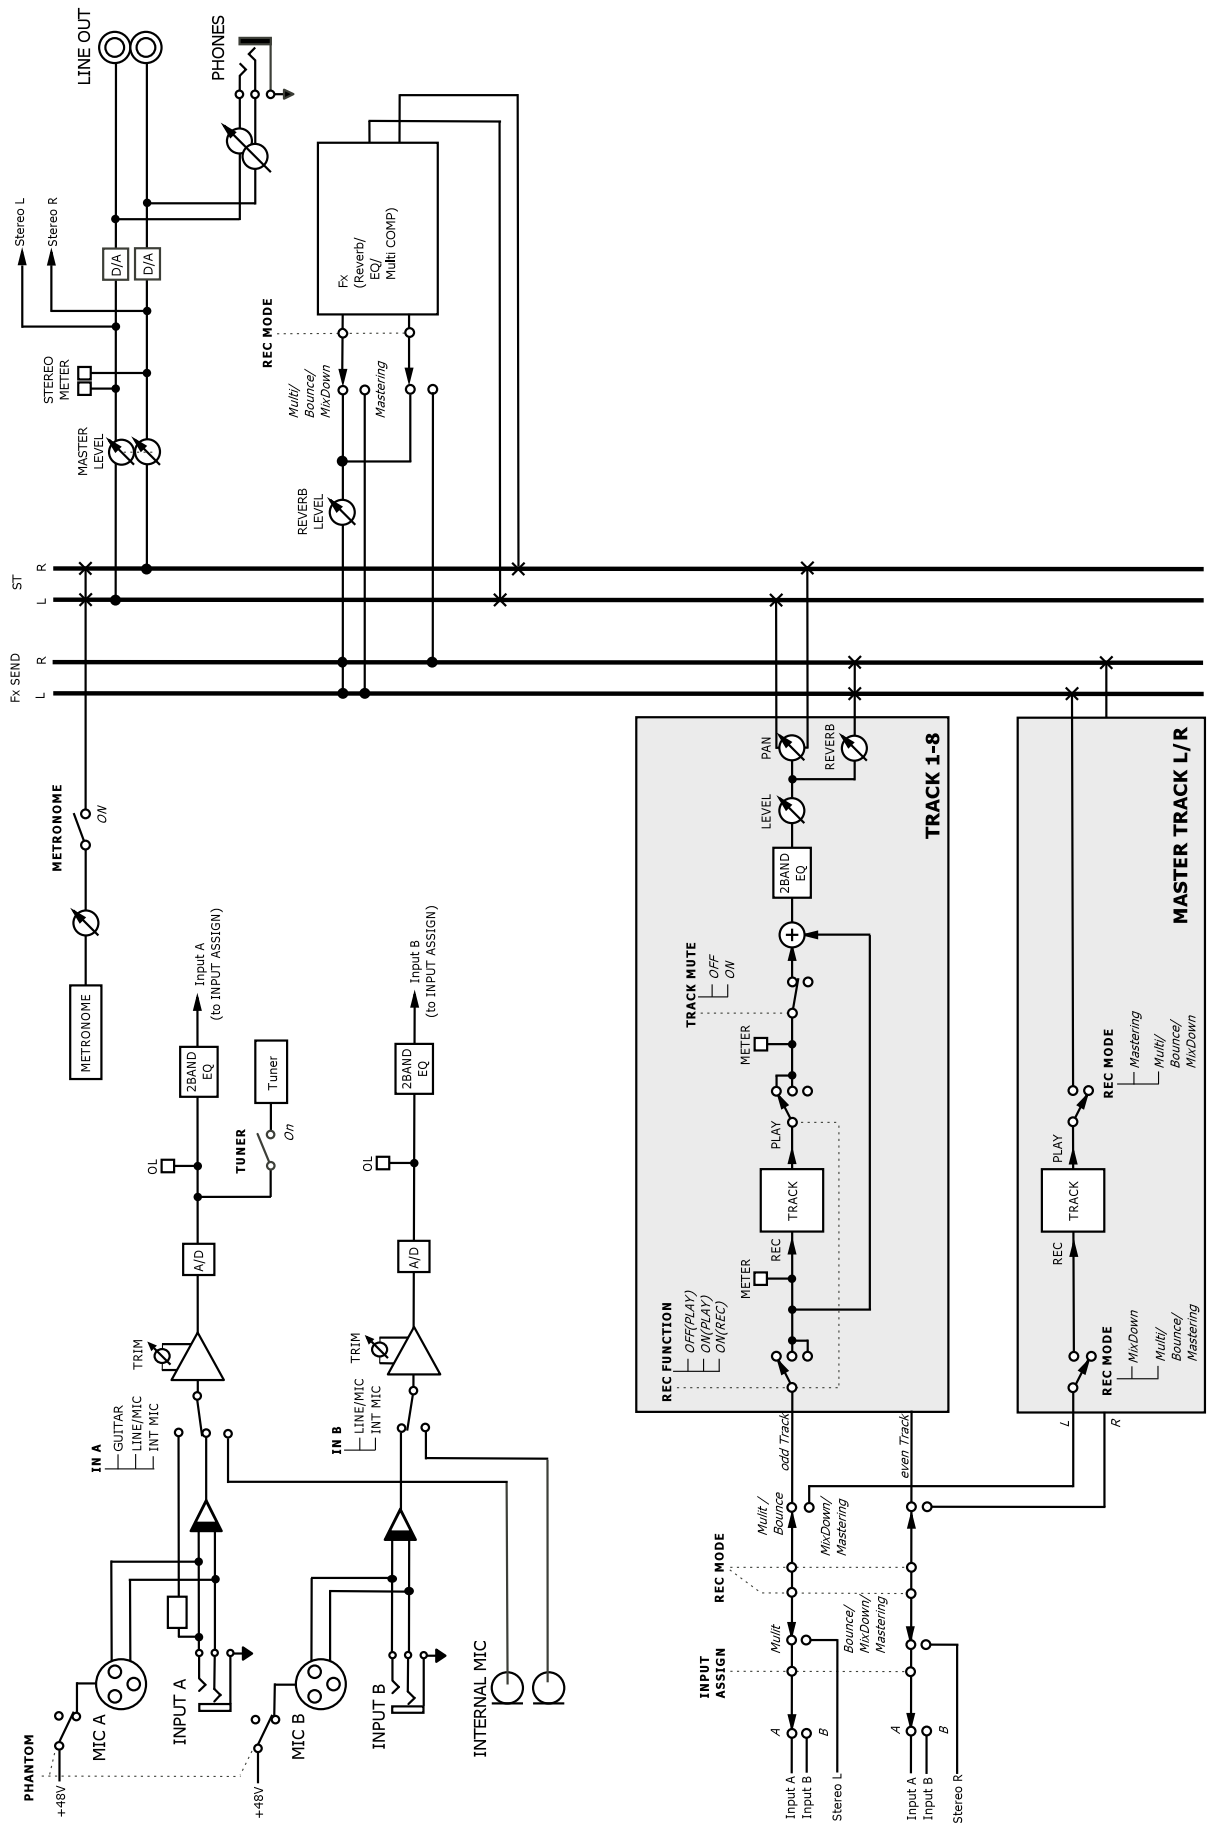 PHANTOM
+48V
+48V
MIC A
INPUT A
MIC B
INPUT B
INTERNAL MIC
IN A
GUITAR
LINE/MIC
INT MIC
IN B
LINE/MIC
INT MIC
TRIM
TRIM
A/D
A/D
OL
OL
TUNER
On
Tuner
2BAND
EQ
2BAND
EQ
Input A
(to INPUT ASSIGN)
Input B
(to INPUT ASSIGN)
METRONOME
METRONOME
ON
Fx SEND
L
R
ST
L
R
MASTER
LEVEL
STEREO
METER
Stereo L
Stereo R
D/A
D/A
LINE OUT
PHONES
REVERB
LEVEL
Multi/
Bounce/
MixDown
Mastering
REC MODE
Fx
(Reverb/
EQ/
Multi COMP)
Input A
Input B
Stereo L
Input A
Input B
Stereo R
A
B
A
B
INPUT
ASSIGN
Mulit
Bounce/
MixDown/
Mastering
REC MODE
Mulit /
Bounce
MixDown/
Mastering
odd Track
even Track
L
R
REC FUNCTION
OFF(PLAY)
ON(PLAY)
ON(REC)
METER
REC
TRACK
PLAY
METER
TRACK MUTE
OFF
ON
2BAND
EQ
LEVEL
PAN
REVERB
TRACK 1-8
REC MODE
MixDown
Multi/
Bounce/
Mastering
REC
TRACK
PLAY
REC MODE
Mastering
Multi/
Bounce/
MixDown
MASTER TRACK L/R